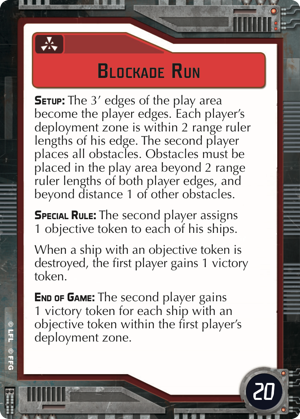 BLOCKADE RUN
SETUP: The 3’ edges of the play area
become the player edges. Each player’s
deployment zone is within 2 range ruler
lengths of his edge. The second player
places all obstacles. Obstacles must be
placed in the play area beyond 2 range
ruler lengths of both player edges, and
beyond distance 1 of other obstacles.
SPECIAL RULE: The second player assigns
1 objective token to each of his ships.
When a ship with an objective token is
destroyed, the first player gains 1 victory
token.
END OF GAME: The second player gains
1 victory token for each ship with an
objective token within the first player’s
deployment zone.
© LFL © FFG
20